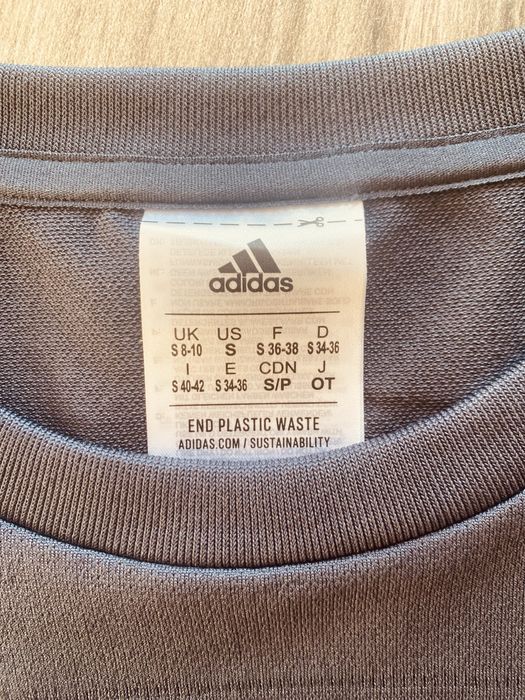 adidas
UK US F D
S 8-10 S S 36-38 S 34-36
I E CDN J
S 40-42 S 34-36 S/P OT
END PLASTIC WASTE
ADIDAS.COM / SUSTAINABILITY